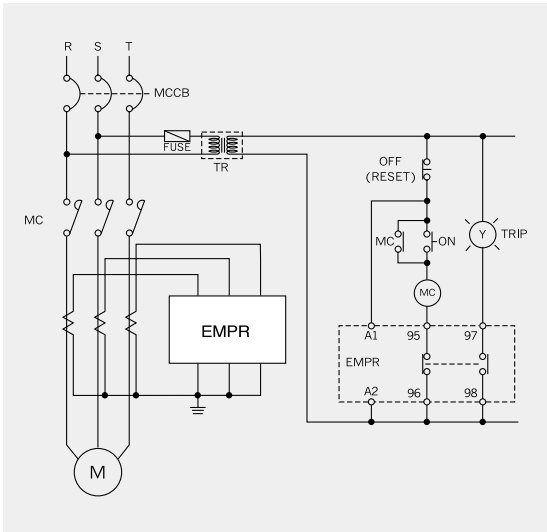 R S T
MCCB
FUSE
TR
OFF
(RESET)
MC
MC
ON
Y
TRIP
MC
EMPR
A1
95
97
EMPR
A2
96
98
M